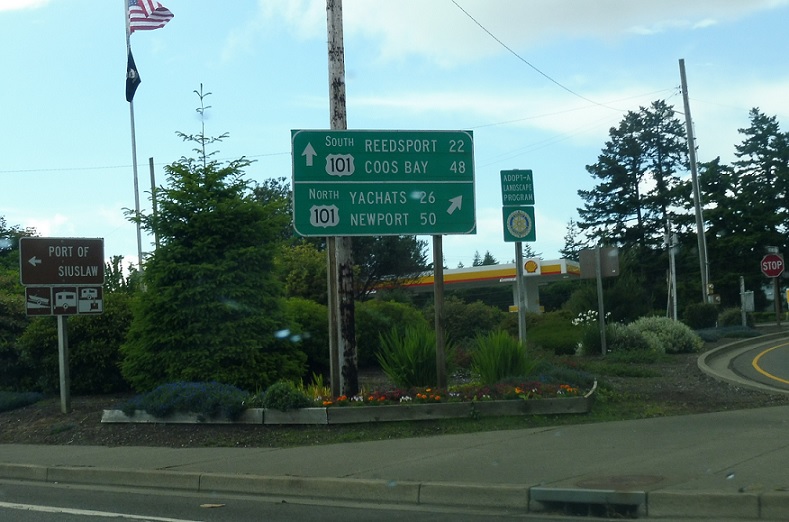 PORT OF
SIUSLAW
SOUTH
101
REEDSPORT 22
COOS BAY 48
NORTH
101
YACHATS 26
NEWPORT 50
ADOPT-A
LANDSCAPE
PROGRAM
STOP